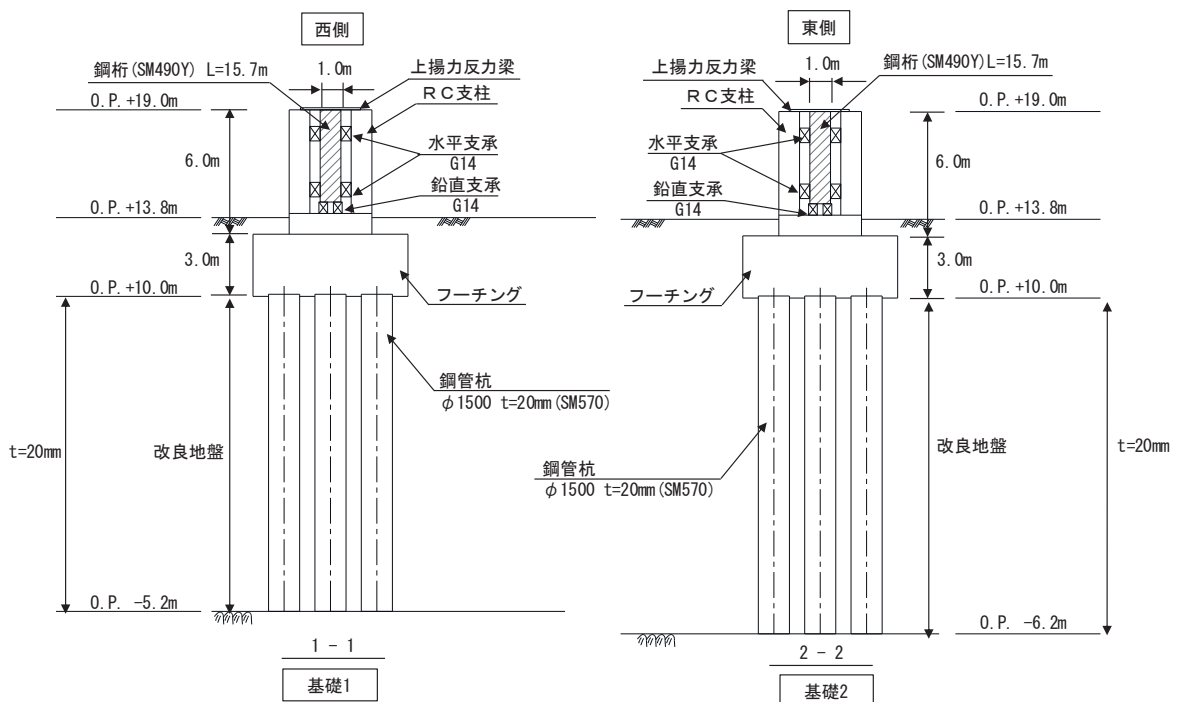 西側
鋼桁(SM490Y) L=15.7m
1.0m
上揚力反力梁
RC支柱
O.P.+19.0m
水平支承
G14
6.0m
鉛直支承
G14
O.P.+13.8m
3.0m
O.P.+10.0m
フーチング
鋼管杭
φ1500 t=20mm(SM570)
t=20mm
改良地盤
O.P. -5.2m
1 - 1
基礎1
東側
上揚力反力梁
1.0m
鋼桁(SM490Y)L=15.7m
RC支柱
O.P.+19.0m
水平支承
G14
6.0m
鉛直支承
G14
O.P.+13.8m
3.0m
フーチング
O.P.+10.0m
改良地盤
t=20mm
鋼管杭
φ1500 t=20mm(SM570)
O.P. -6.2m
2 - 2
基礎2